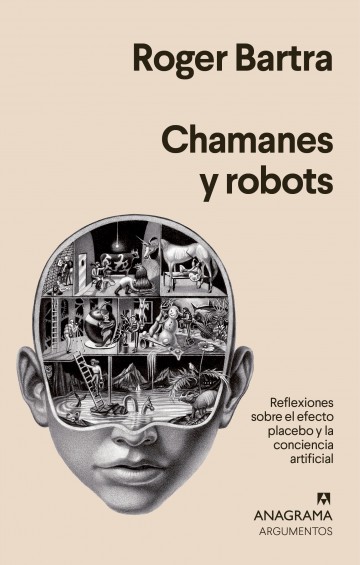 Roger Bartra
Chamanes
y robots
Reflexiones
sobre el efecto
placebo y la
conciencia
artificial
ANAGRAMA
ARGUMENTOS